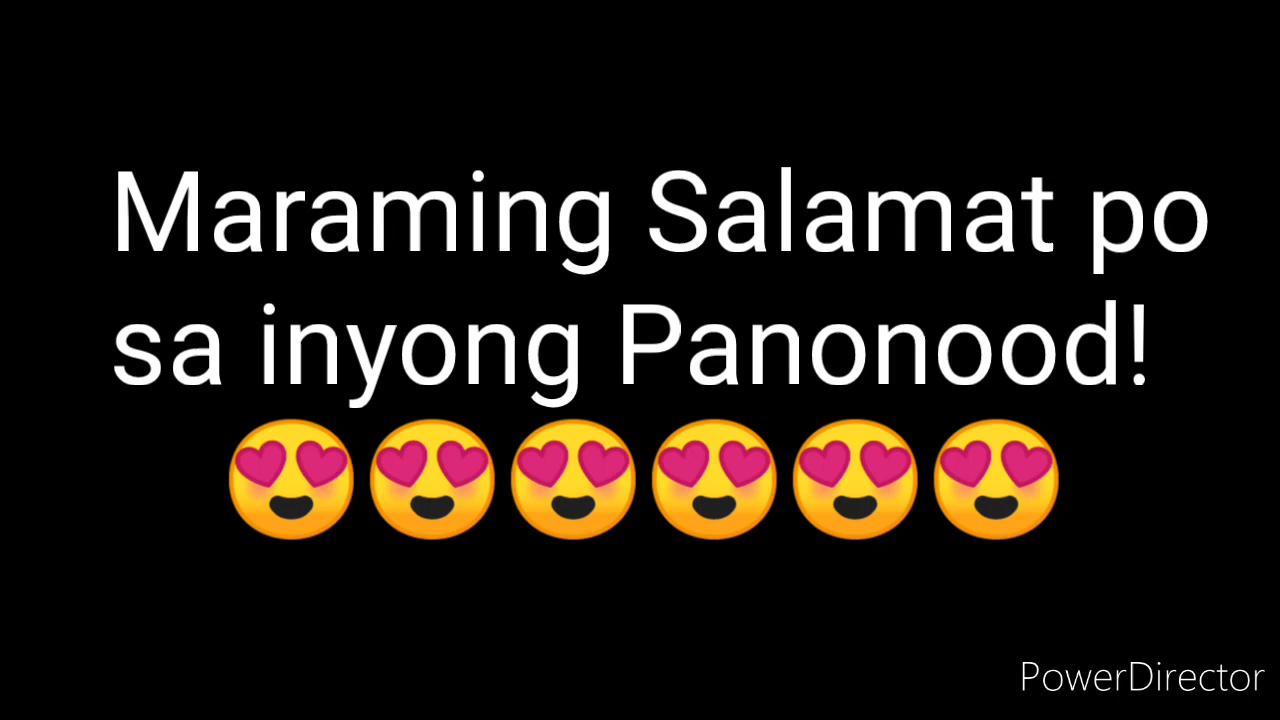 Maraming Salamat po
sa inyong Panonood!
😍😍😍😍😍😍
PowerDirector